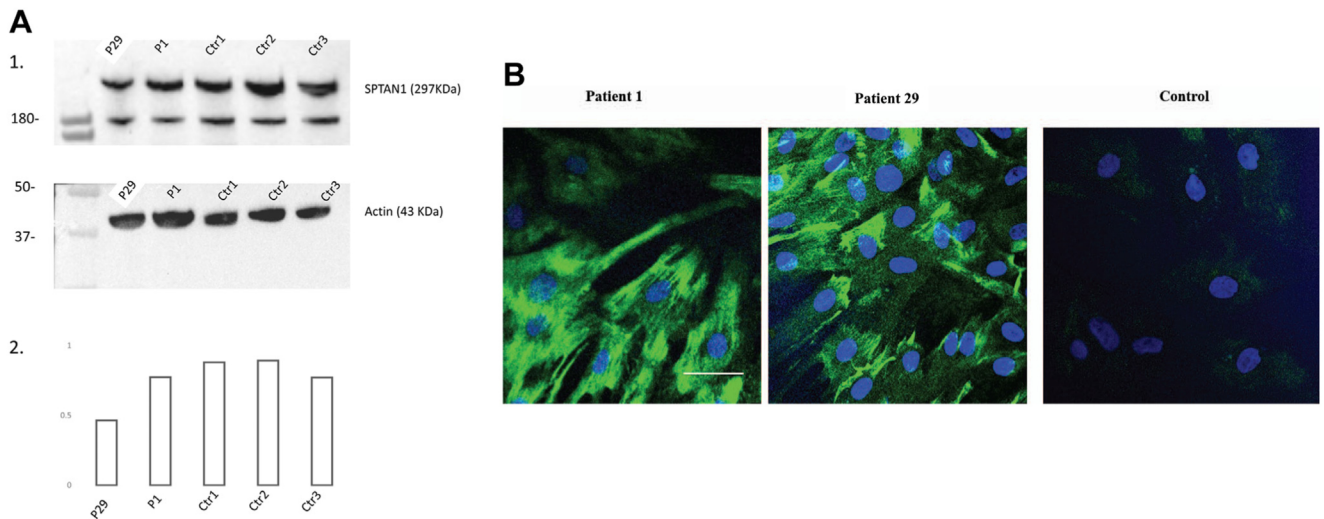 A
1.
P29 P1 Ctr1 Ctr2 Ctr3
SPTAN1 (297KDa)
180-
50-
P29 P1 Ctr1 Ctr2 Ctr3
Actin (43 KDa)
37-
2.
1
0.5
0
P29 P1 Ctr1 Ctr2 Ctr3
B
Patient 1 Patient 29 Control